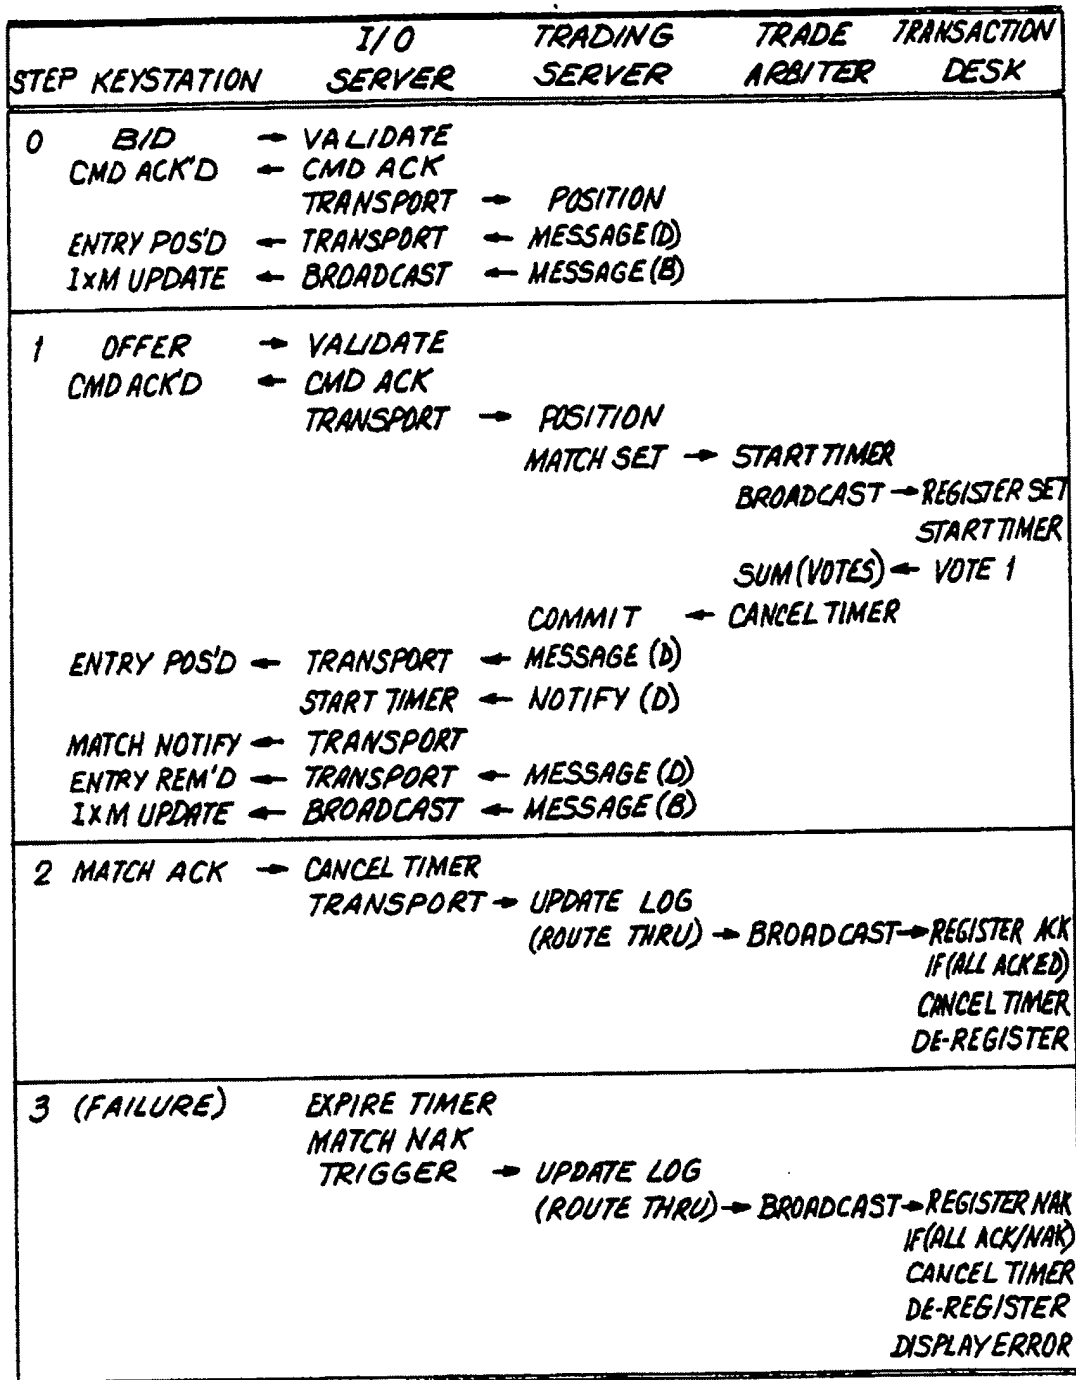 I/O TRADING TRADE TRANSACTION
STEP KEYSTATION SERVER SERVER ARBITER DESK
0 BID → VALIDATE
CMD ACK'D ← CMD ACK
TRANSPORT → POSITION
ENTRY POS'D ← TRANSPORT ← MESSAGE(D)
IxM UPDATE ← BROADCAST ← MESSAGE(B)
1 OFFER → VALIDATE
CMD ACK'D ← CMD ACK
TRANSPORT → POSITION
MATCH SET → START TIMER
BROADCAST → REGISTER SET
START TIMER
SUM(VOTES) ← VOTE 1
COMMIT ← CANCEL TIMER
ENTRY POS'D ← TRANSPORT ← MESSAGE (D)
START TIMER ← NOTIFY (D)
MATCH NOTIFY ← TRANSPORT
ENTRY REM'D ← TRANSPORT ← MESSAGE (D)
IxM UPDATE ← BROADCAST ← MESSAGE (B)
2 MATCH ACK → CANCEL TIMER
TRANSPORT → UPDATE LOG
(ROUTE THRU) → BROADCAST → REGISTER ACK
IF(ALL ACKED)
CANCEL TIMER
DE-REGISTER
3 (FAILURE) EXPIRE TIMER
MATCH NAK
TRIGGER → UPDATE LOG
(ROUTE THRU) → BROADCAST → REGISTER NAK
IF(ALL ACK/NAK)
CANCEL TIMER
DE-REGISTER
DISPLAY ERROR